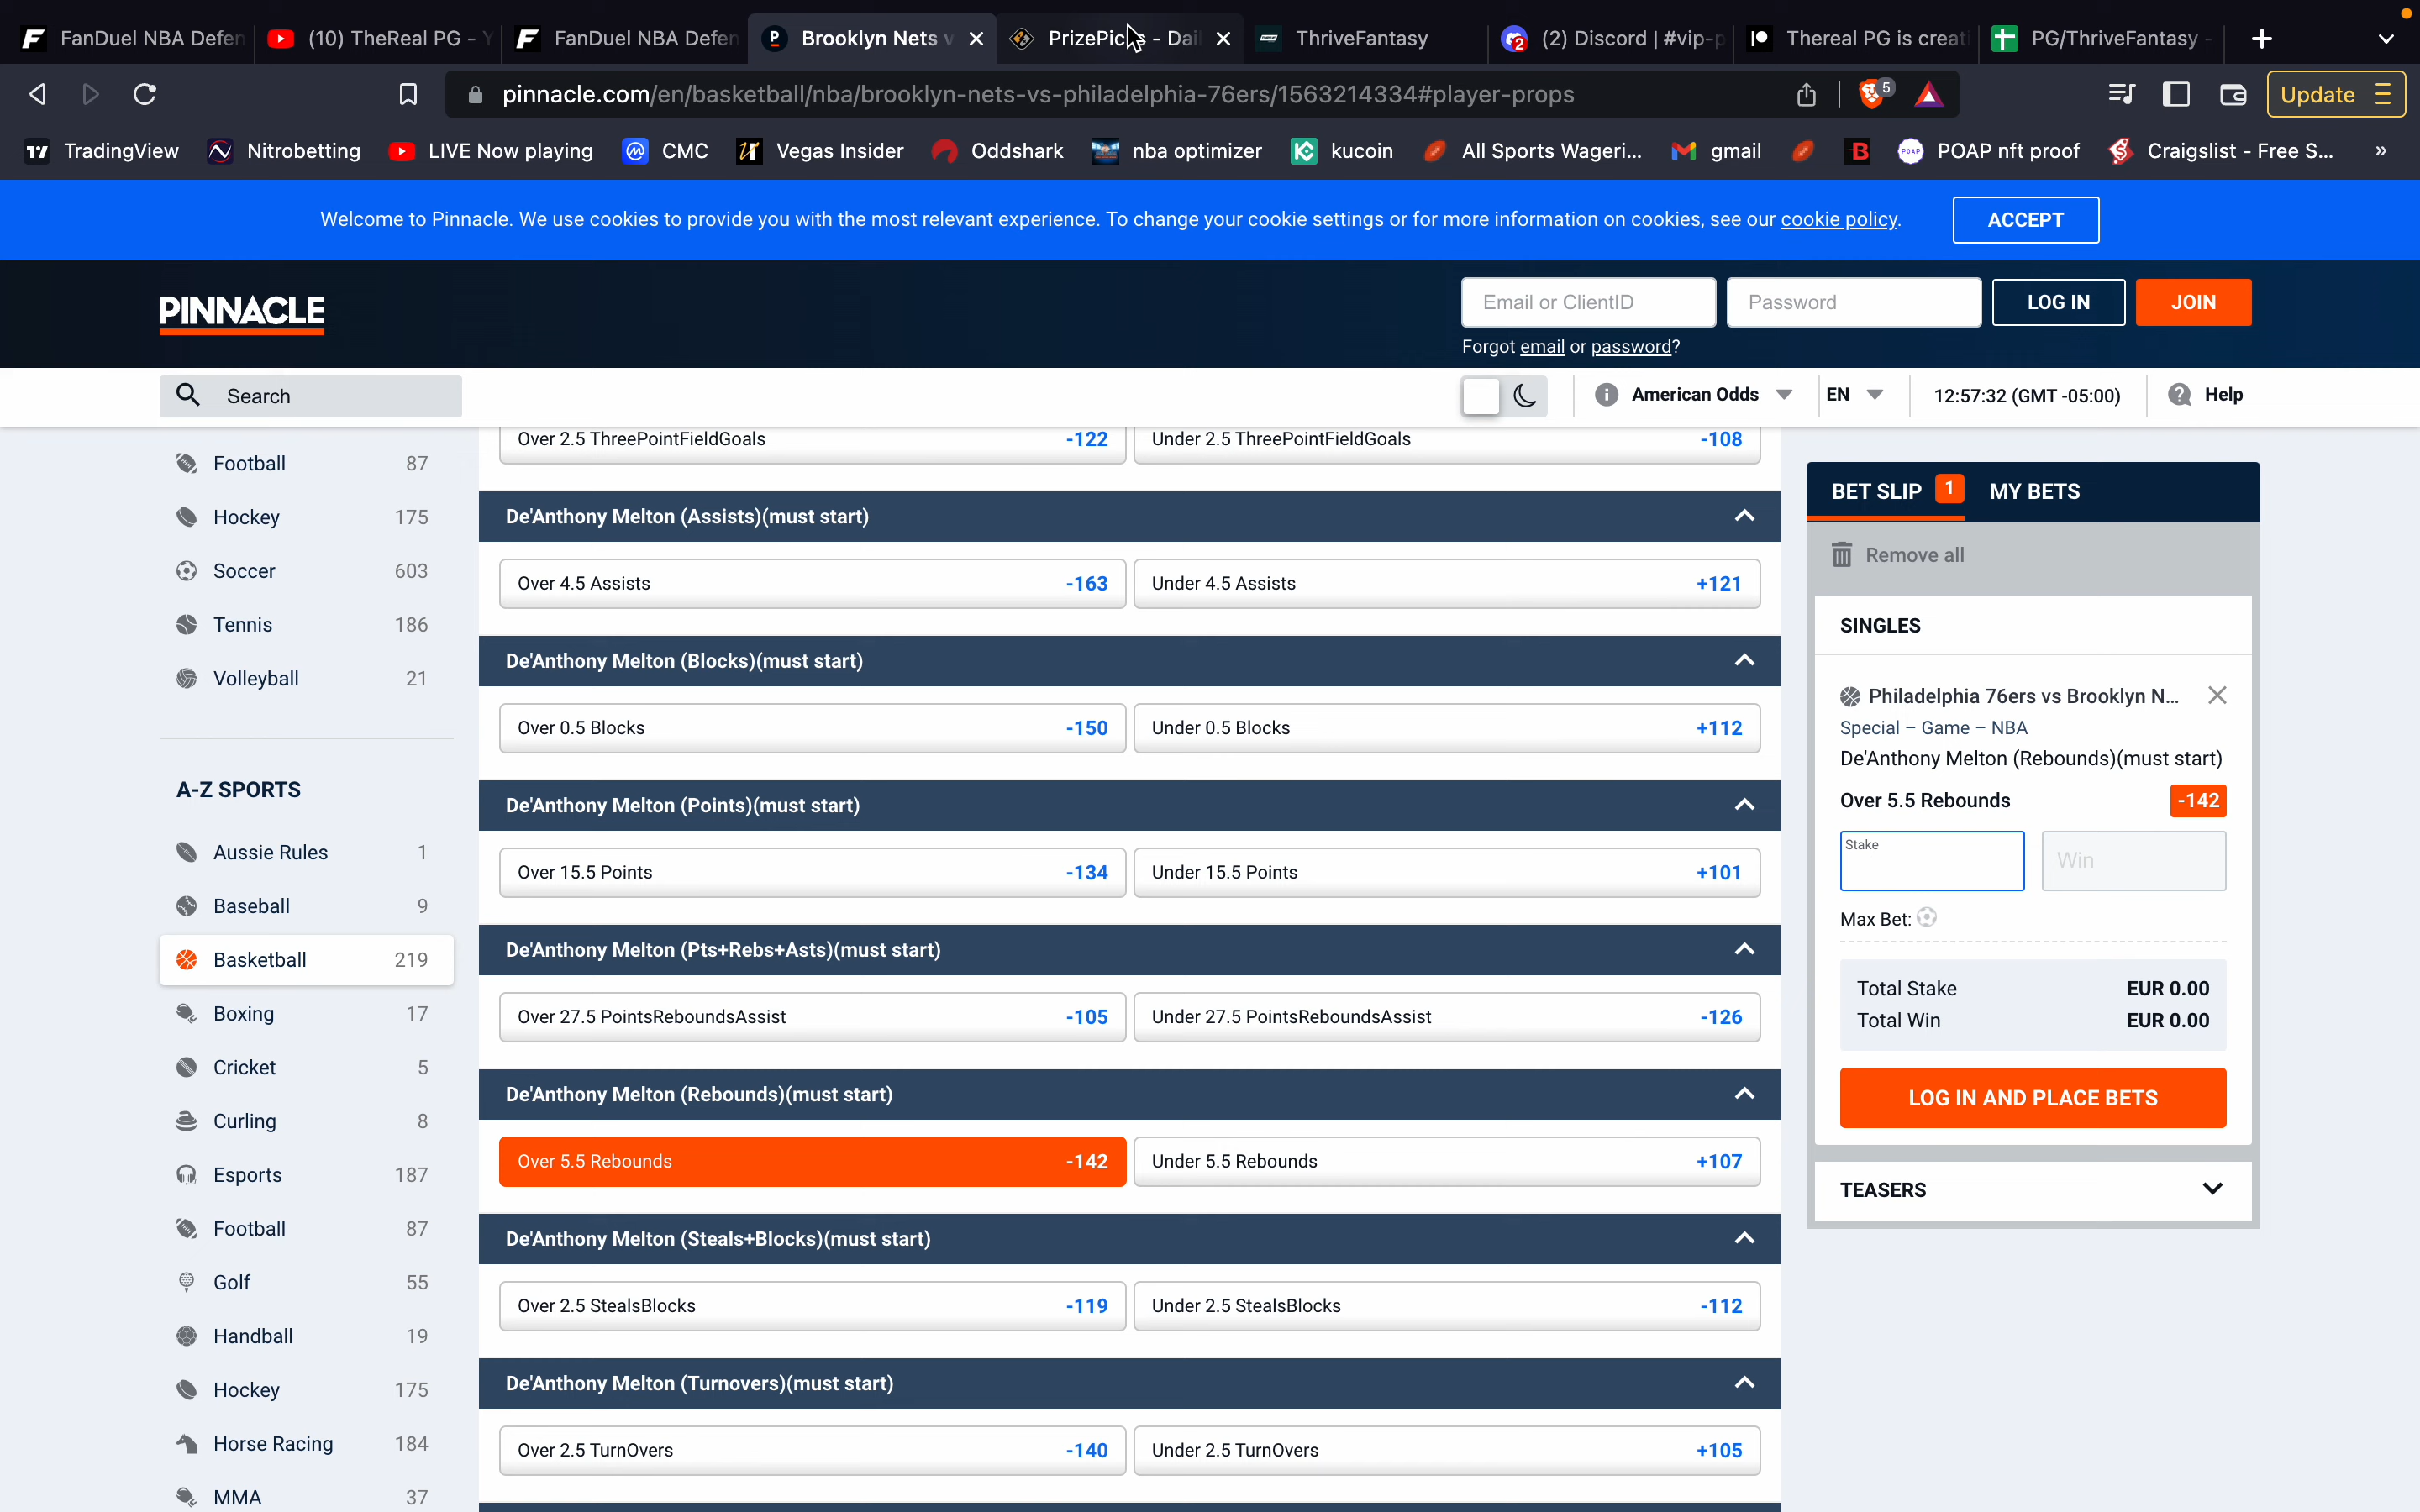 FanDuel NBA Defen
(10) TheReal PG - Y
FanDuel NBA Defen
Brooklyn Nets v
PrizePicks - Dail
ThriveFantasy
(2) Discord | #vip-p
Thereal PG is creati
PG/ThriveFantasy -
pinnacle.com/en/basketball/nba/brooklyn-nets-vs-philadelphia-76ers/1563214334#player-props
5
Update
TradingView
Nitrobetting
LIVE Now playing
CMC
Vegas Insider
Oddshark
nba optimizer
kucoin
All Sports Wageri...
gmail
POAP nft proof
Craigslist - Free S...
»
Welcome to Pinnacle. We use cookies to provide you with the most relevant experience. To change your cookie settings or for more information on cookies, see our cookie policy.
ACCEPT
PINNACLE
Email or ClientID
Password
LOG IN
JOIN
Forgot email or password?
Search
American Odds
EN
12:57:32 (GMT -05:00)
Help
Football 87
Hockey 175
Soccer 603
Tennis 186
Volleyball 21
A-Z SPORTS
Aussie Rules 1
Baseball 9
Basketball 219
Boxing 17
Cricket 5
Curling 8
Esports 187
Football 87
Golf 55
Handball 19
Hockey 175
Horse Racing 184
MMA 37
Over 2.5 ThreePointFieldGoals -122 Under 2.5 ThreePointFieldGoals -108
De'Anthony Melton (Assists)(must start)
Over 4.5 Assists -163 Under 4.5 Assists +121
De'Anthony Melton (Blocks)(must start)
Over 0.5 Blocks -150 Under 0.5 Blocks +112
De'Anthony Melton (Points)(must start)
Over 15.5 Points -134 Under 15.5 Points +101
De'Anthony Melton (Pts+Rebs+Asts)(must start)
Over 27.5 PointsReboundsAssist -105 Under 27.5 PointsReboundsAssist -126
De'Anthony Melton (Rebounds)(must start)
Over 5.5 Rebounds -142 Under 5.5 Rebounds +107
De'Anthony Melton (Steals+Blocks)(must start)
Over 2.5 StealsBlocks -119 Under 2.5 StealsBlocks -112
De'Anthony Melton (Turnovers)(must start)
Over 2.5 TurnOvers -140 Under 2.5 TurnOvers +105
BET SLIP 1 MY BETS
Remove all
SINGLES
Philadelphia 76ers vs Brooklyn N...
Special – Game – NBA
De'Anthony Melton (Rebounds)(must start)
Over 5.5 Rebounds -142
Stake
Win
Max Bet:
Total Stake EUR 0.00
Total Win EUR 0.00
LOG IN AND PLACE BETS
TEASERS